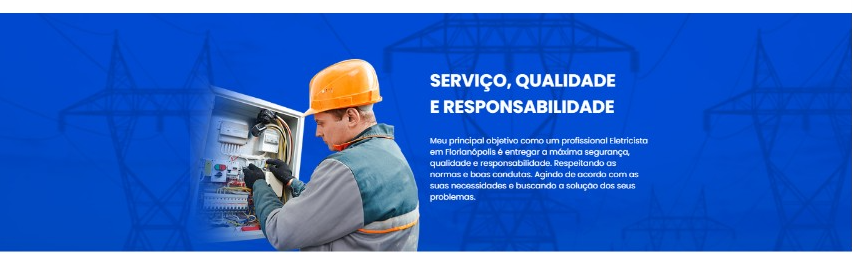 SERVIÇO, QUALIDADE
E RESPONSABILIDADE
Meu principal objetivo como um profissional Eletricista
em Florianópolis é entregar a máxima segurança,
qualidade e responsabilidade. Respeitando as
normas e boas condutas. Agindo de acordo com as
suas necessidades e buscando a solução dos seus
problemas.